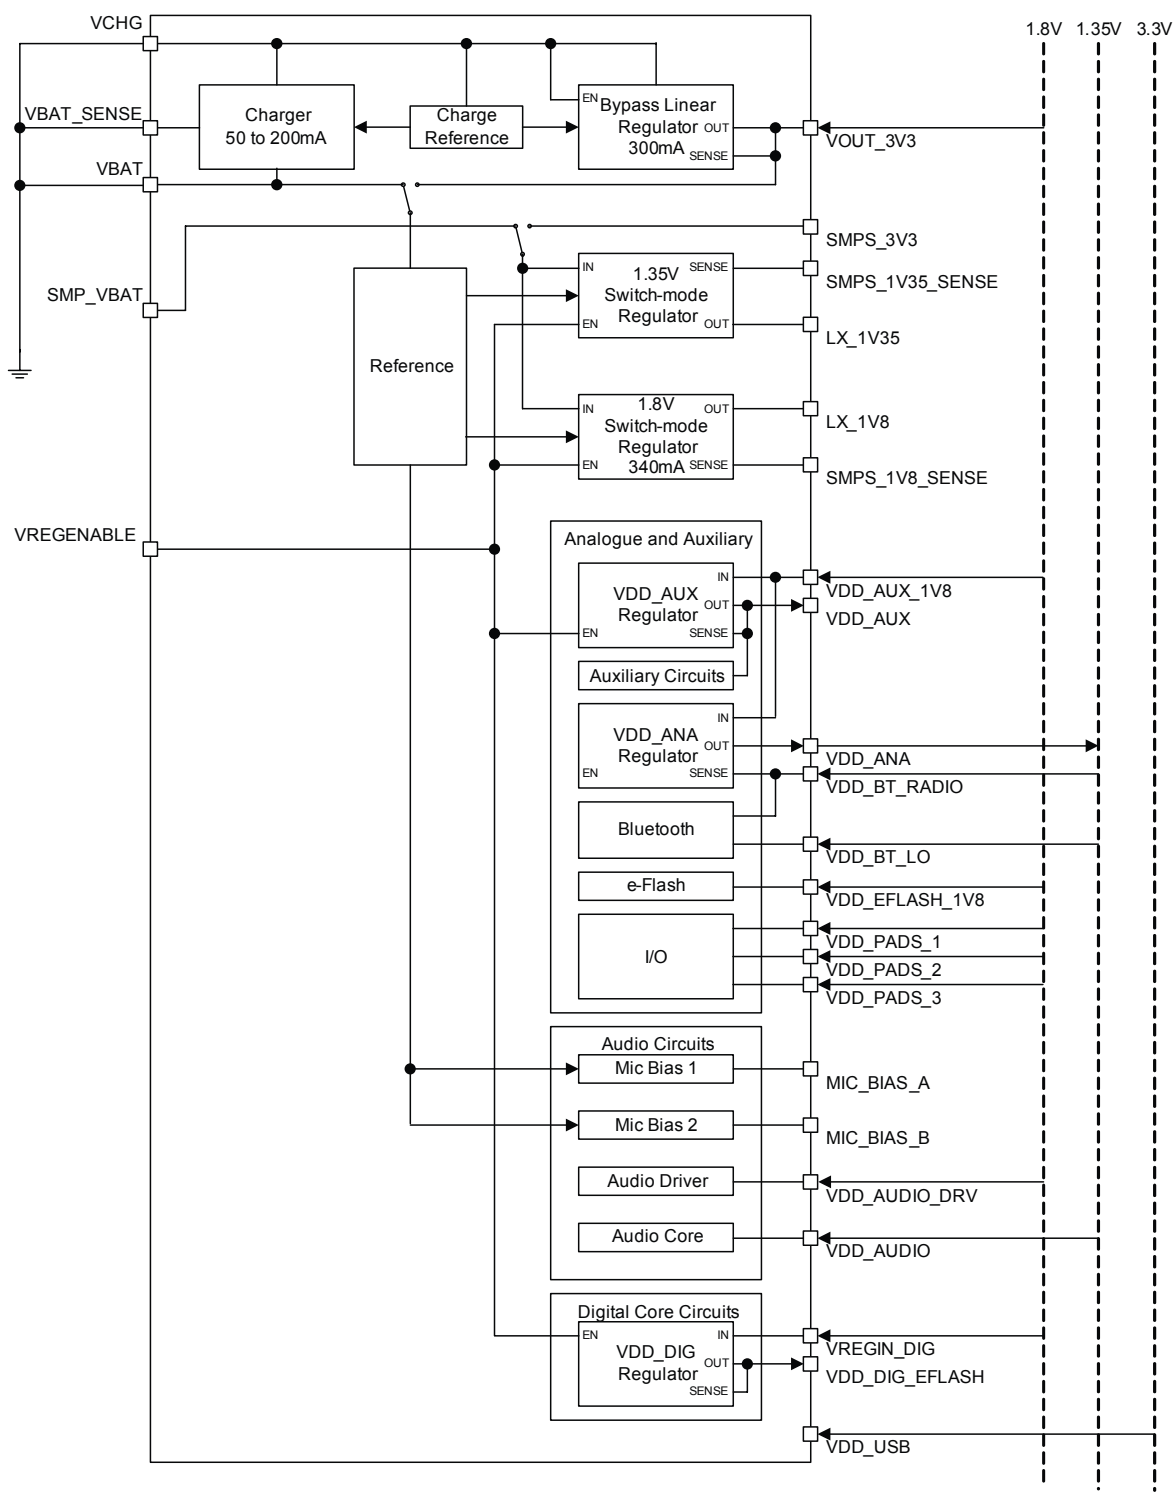 VCHG
1.8V 1.35V 3.3V
VBAT_SENSE
Charger
50 to 200mA
Charge
Reference
EN
Bypass Linear
Regulator
300mA
OUT
SENSE
VOUT_3V3
VBAT
SMPS_3V3
SMP_VBAT
Reference
IN
1.35V
Switch-mode
Regulator
SENSE
EN
OUT
SMPS_1V35_SENSE
LX_1V35
IN
1.8V
Switch-mode
Regulator
340mA
OUT
EN
SENSE
LX_1V8
SMPS_1V8_SENSE
VREGENABLE
Analogue and Auxiliary
IN
VDD_AUX
Regulator
OUT
EN
SENSE
VDD_AUX_1V8
VDD_AUX
Auxiliary Circuits
IN
VDD_ANA
Regulator
OUT
EN
SENSE
VDD_ANA
VDD_BT_RADIO
Bluetooth
VDD_BT_LO
e-Flash
VDD_EFLASH_1V8
I/O
VDD_PADS_1
VDD_PADS_2
VDD_PADS_3
Audio Circuits
Mic Bias 1
MIC_BIAS_A
Mic Bias 2
MIC_BIAS_B
Audio Driver
VDD_AUDIO_DRV
Audio Core
VDD_AUDIO
Digital Core Circuits
EN
IN
VDD_DIG
Regulator
OUT
SENSE
VREGIN_DIG
VDD_DIG_EFLASH
VDD_USB